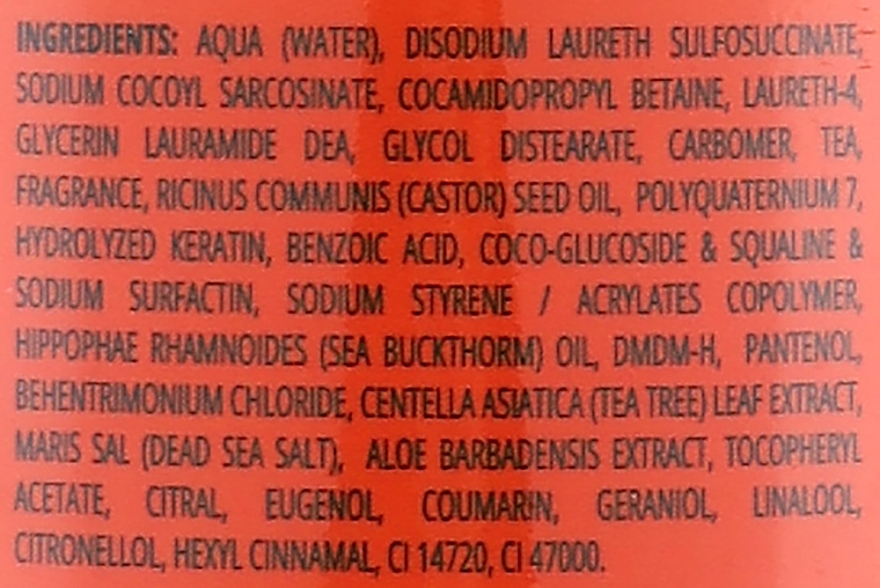 INGREDIENTS: AQUA (WATER), DISODIUM LAURETH SULFOSUCCINATE,
SODIUM COCOYL SARCOSINATE, COCAMIDOPROPYL BETAINE, LAURETH-4,
GLYCERIN LAURAMIDE DEA, GLYCOL DISTEARATE, CARBOMER, TEA,
FRAGRANCE, RICINUS COMMUNIS (CASTOR) SEED OIL, POLYQUATERNIUM 7,
HYDROLYZED KERATIN, BENZOIC ACID, COCO-GLUCOSIDE & SQUALINE &
SODIUM SURFACTIN, SODIUM STYRENE / ACRYLATES COPOLYMER,
HIPPOPHAE RHAMNOIDES (SEA BUCKTHORM) OIL, DMDM-H, PANTENOL,
BEHENTRIMONIUM CHLORIDE, CENTELLA ASIATICA (TEA TREE) LEAF EXTRACT,
MARIS SAL (DEAD SEA SALT), ALOE BARBADENSIS EXTRACT, TOCOPHERYL
ACETATE, CITRAL, EUGENOL, COUMARIN, GERANIOL, LINALOOL,
CITRONELLOL, HEXYL CINNAMAL, CI 14720, CI 47000.